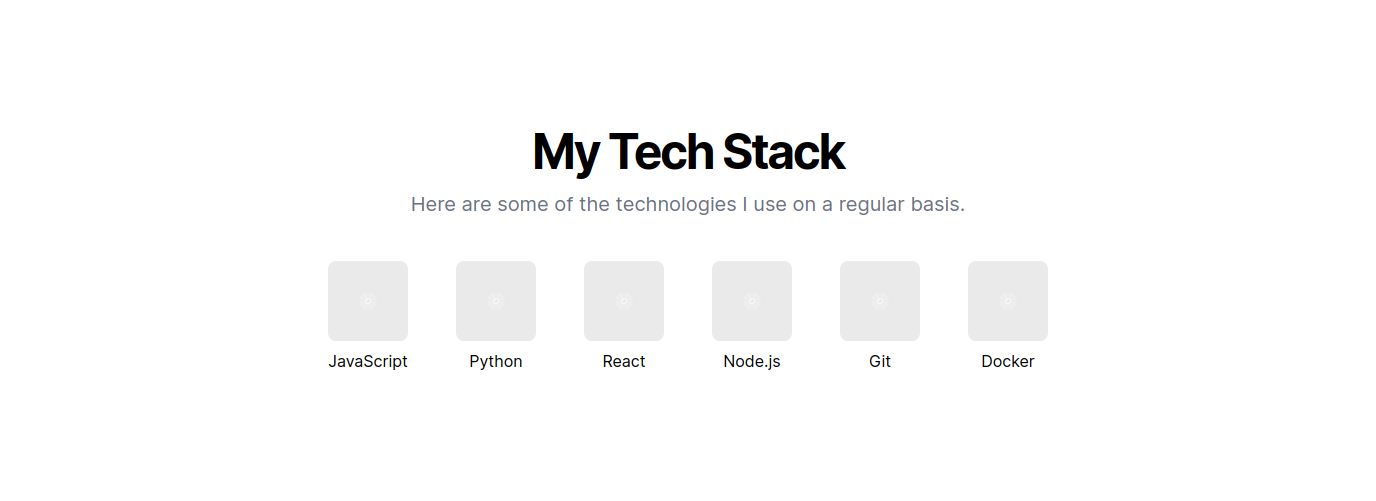 My Tech Stack
Here are some of the technologies I use on a regular basis.
JavaScript Python React Node.js Git Docker